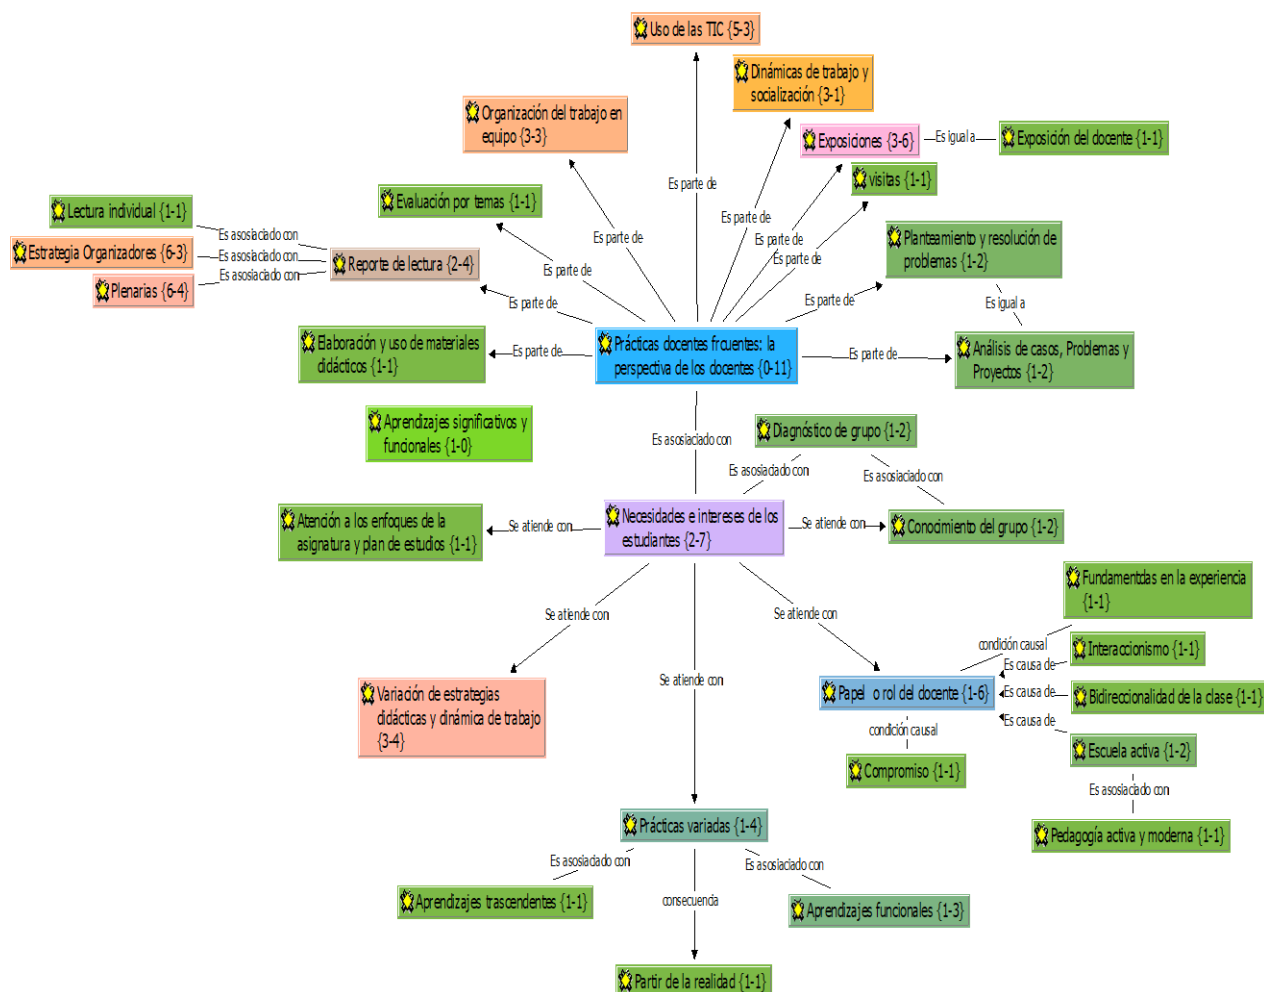 Uso de las TIC {5-3}
Dinámicas de trabajo y
socialización {3-1}
Organización del trabajo en
equipo {3-3}
Exposiciones {3-6}
Es igual a
Exposición del docente {1-1}
visitas {1-1}
Es parte de
Evaluación por temas {1-1}
Lectura individual {1-1}
Es parte de
Es parte de
Planteamiento y resolución de
problemas {1-2}
Es asosiacado con
Es parte de
Es parte de
Estrategia Organizadores {6-3}
Es asosiacado con
Reporte de lectura {2-4}
Es parte de
Es parte de
Es asosiacado con
Plenarias {6-4}
Es parte de
Es parte de
Es igual a
Elaboración y uso de materiales
didácticos {1-1}
Es parte de
Prácticas docentes frcuentes: la
perspectiva de los docentes {0-11}
Es parte de
Análisis de casos, Problemas y
Proyectos {1-2}
Aprendizajes significativos y
funcionales {1-0}
Es asosiacado con
Diagnóstico de grupo {1-2}
Es asosiacado con
Es asosiacado con
Atención a los enfoques de la
asignatura y plan de estudios {1-1}
Se atiende con
Necesidades e intereses de los
estudiantes {2-7}
Se atiende con
Conocimiento del grupo {1-2}
Fundamentdas en la experiencia
{1-1}
Se atiende con
Se atiende con
condición causal
Interaccionismo {1-1}
Es causa de
Variación de estrategias
didácticas y dinámica de trabajo
{3-4}
Se atiende con
Papel o rol del docente {1-6}
Es causa de
Bidireccionalidad de la clase {1-1}
Es causa de
condición causal
Escuela activa {1-2}
Compromiso {1-1}
Es asosiacado con
Prácticas variadas {1-4}
Pedagogía activa y moderna {1-1}
Es asosiacado con
Es asosiacado con
Aprendizajes trascendentes {1-1}
consecuencia
Aprendizajes funcionales {1-3}
Partir de la realidad {1-1}